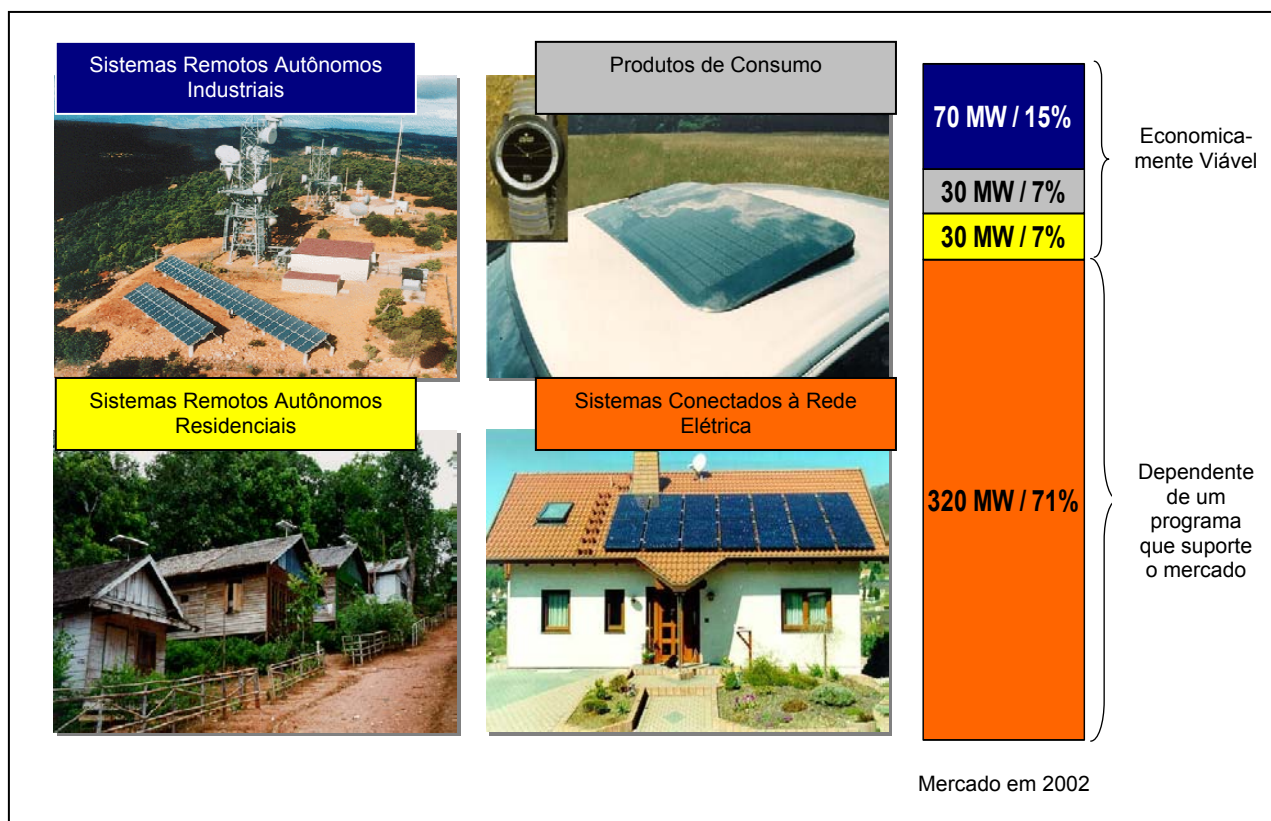 Sistemas Remotos Autônomos
Industriais
Produtos de Consumo
Sistemas Remotos Autônomos
Residenciais
Sistemas Conectados à Rede
Elétrica
70 MW / 15%
30 MW / 7%
30 MW / 7%
320 MW / 71%
Economica-
mente Viável
Dependente
de um
programa
que suporte
o mercado
Mercado em 2002